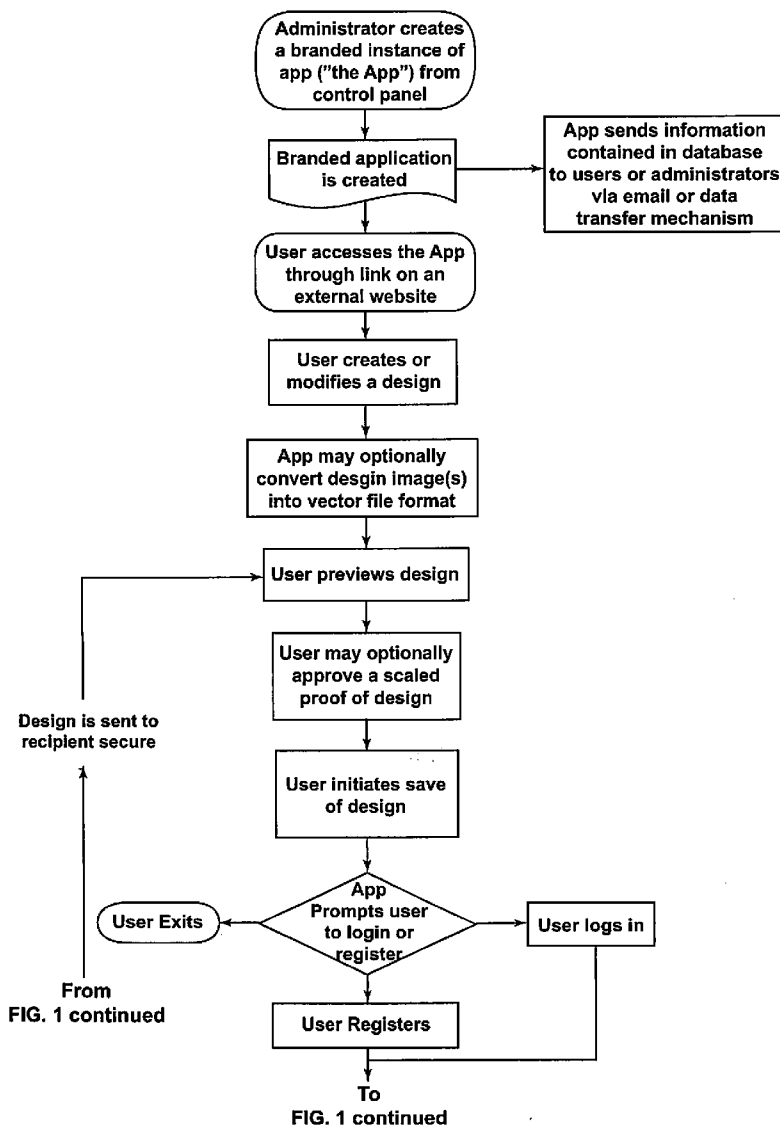 Administrator creates
a branded instance of
app ("the App") from
control panel
Branded application
is created
App sends information
contained in database
to users or administrators
via email or data
transfer mechanism
User accesses the App
through link on an
external website
User creates or
modifies a design
App may optionally
convert desgin image(s)
into vector file format
User previews design
User may optionally
approve a scaled
proof of design
Design is sent to
recipient secure
User initiates save
of design
App
Prompts user
to login or
register
User Exits
User logs in
From
FIG. 1 continued
User Registers
To
FIG. 1 continued